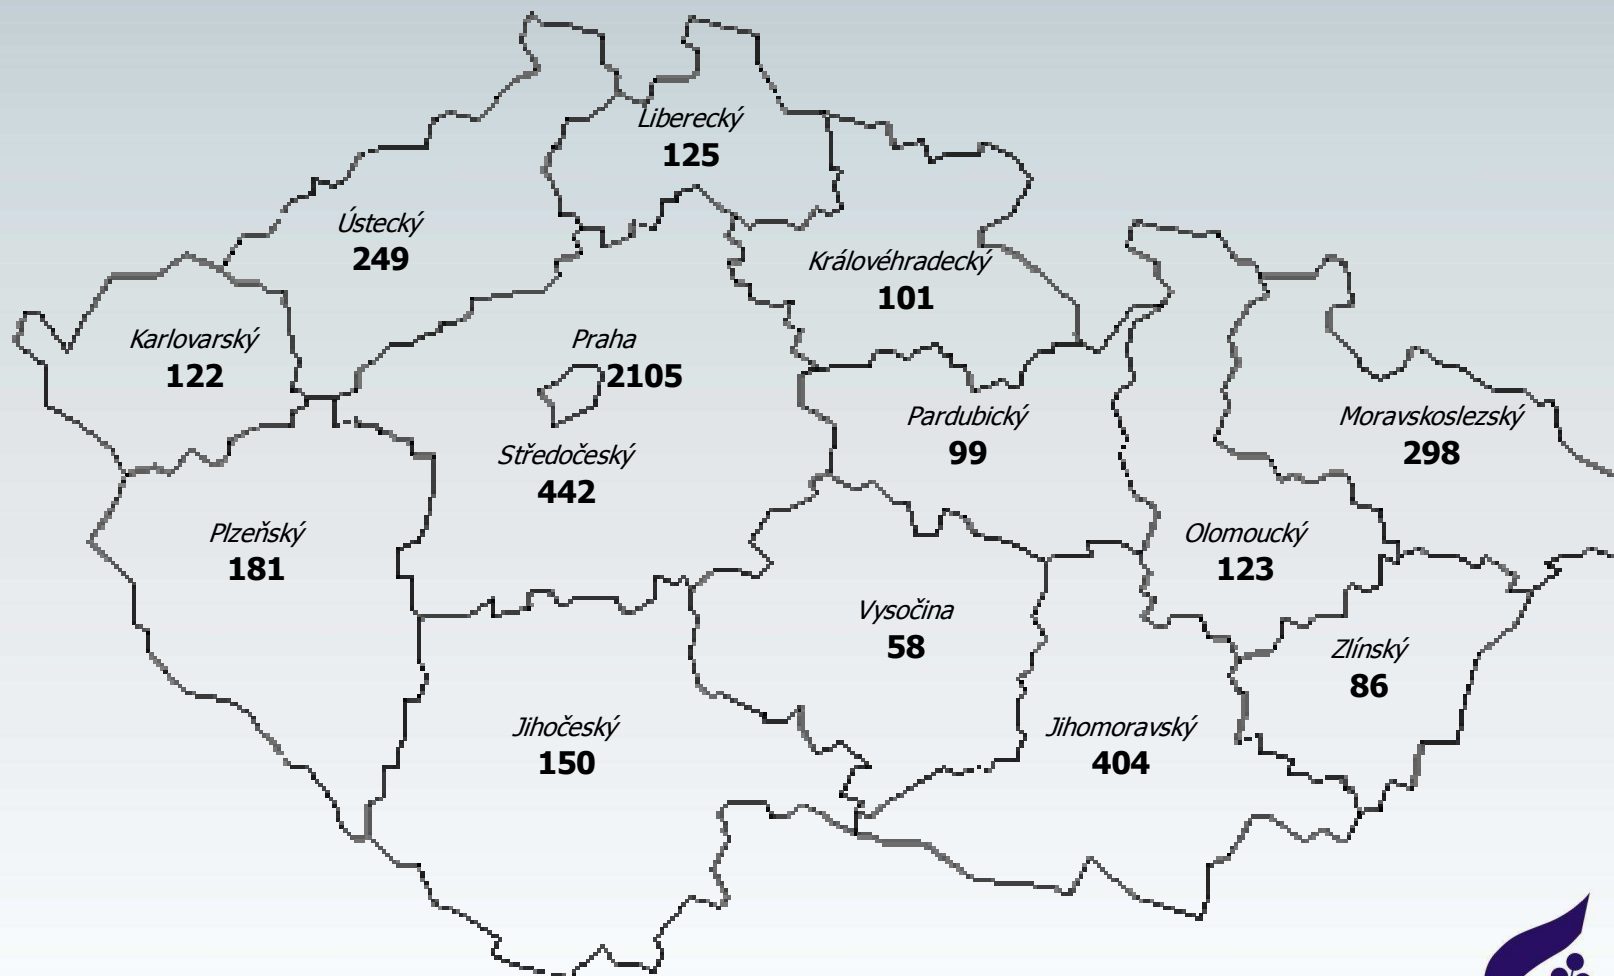 Liberecký
125
Ústecký
249
Královéhradecký
101
Karlovarský
122
Praha
2105
Pardubický
99
Moravskoslezský
298
Středočeský
442
Plzeňský
181
Olomoucký
123
Vysočina
58
Zlínský
86
Jihočeský
150
Jihomoravský
404